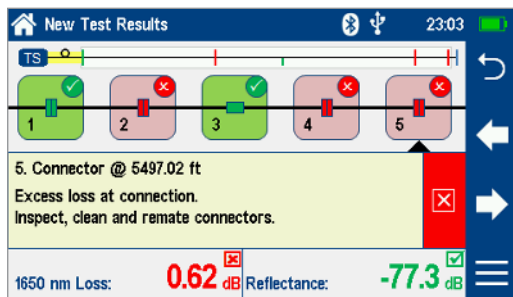 New Test Results 23:03
TS
1 2 3 4 5
5. Connector @ 5497.02 ft
Excess loss at connection.
Inspect, clean and remate connectors.
1650 nm Loss: 0.62 dB Reflectance: -77.3 dB